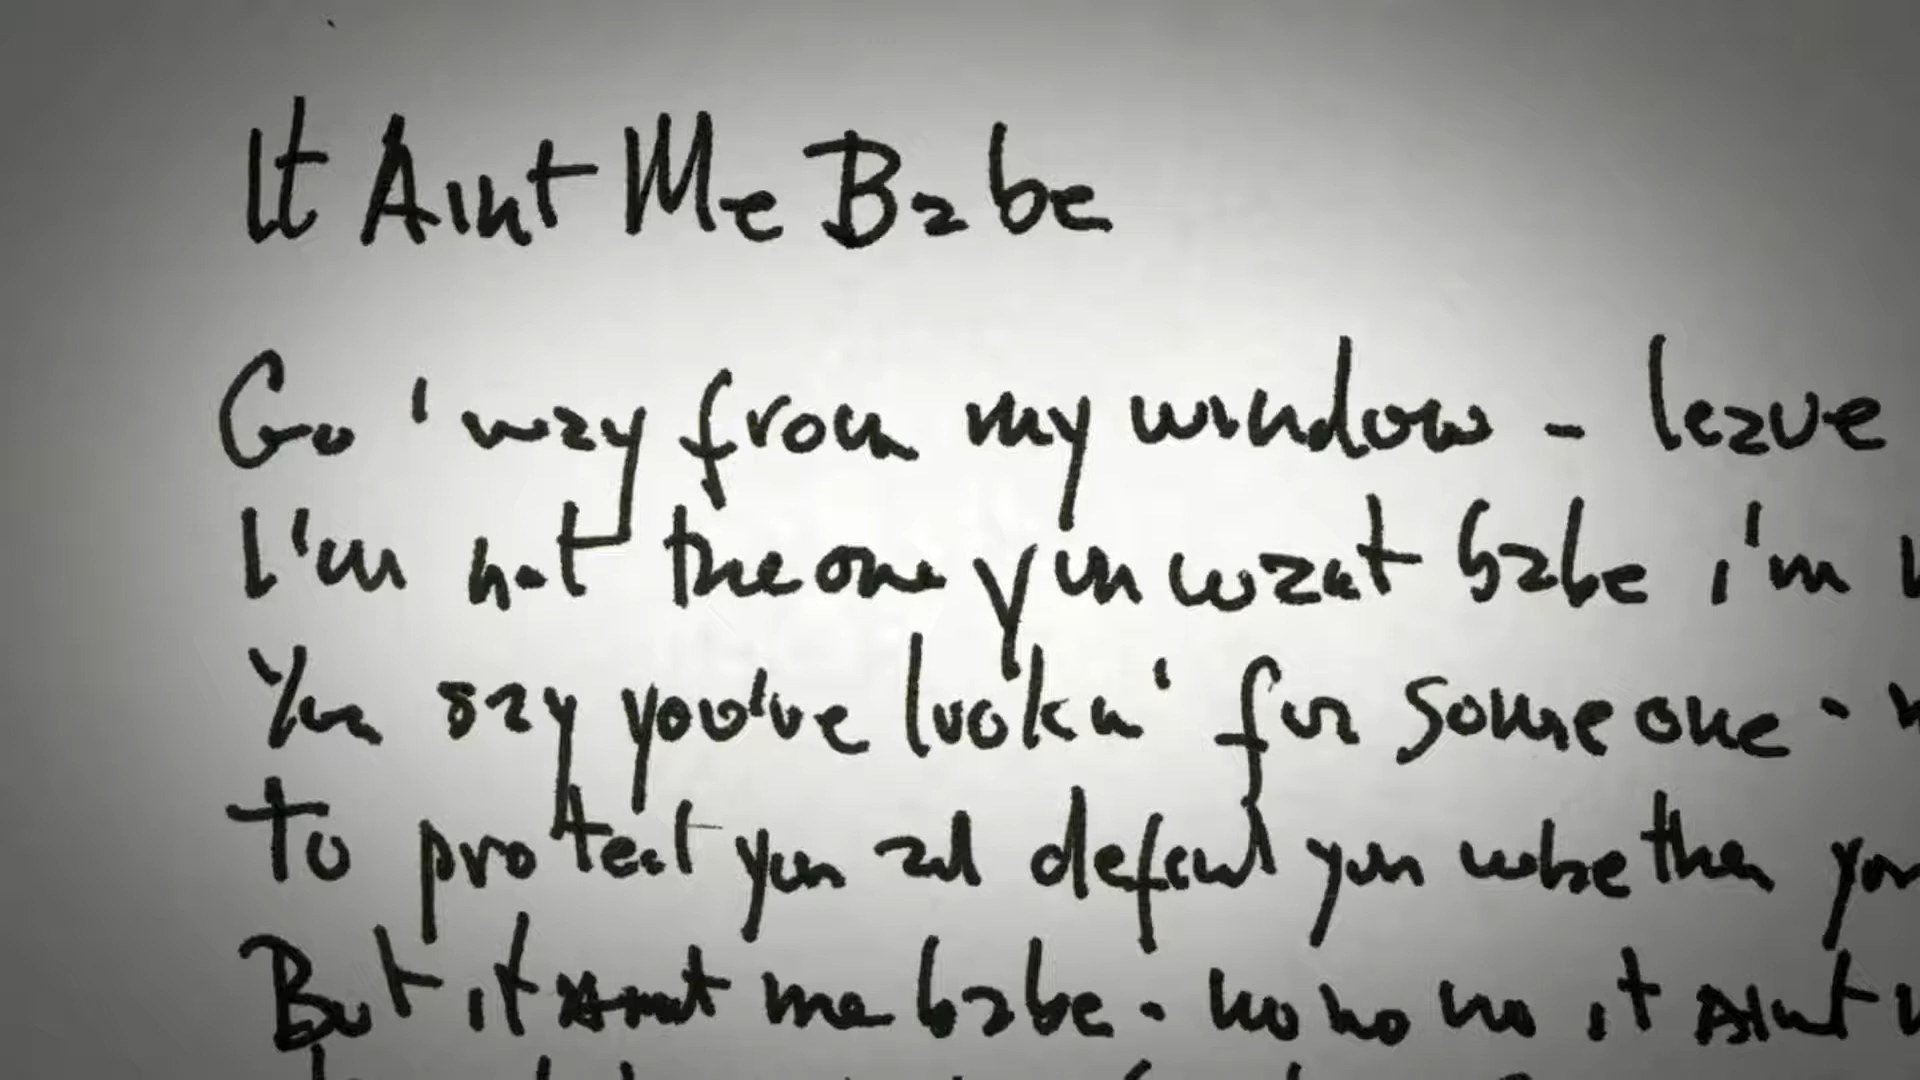 It Aint Me Babe
Go 'way from my window - leave
I'm not the one you want babe i'm
You say you've lookin' for someone -
To protect you and defend you whether you
But it aint me babe - no no no it aint